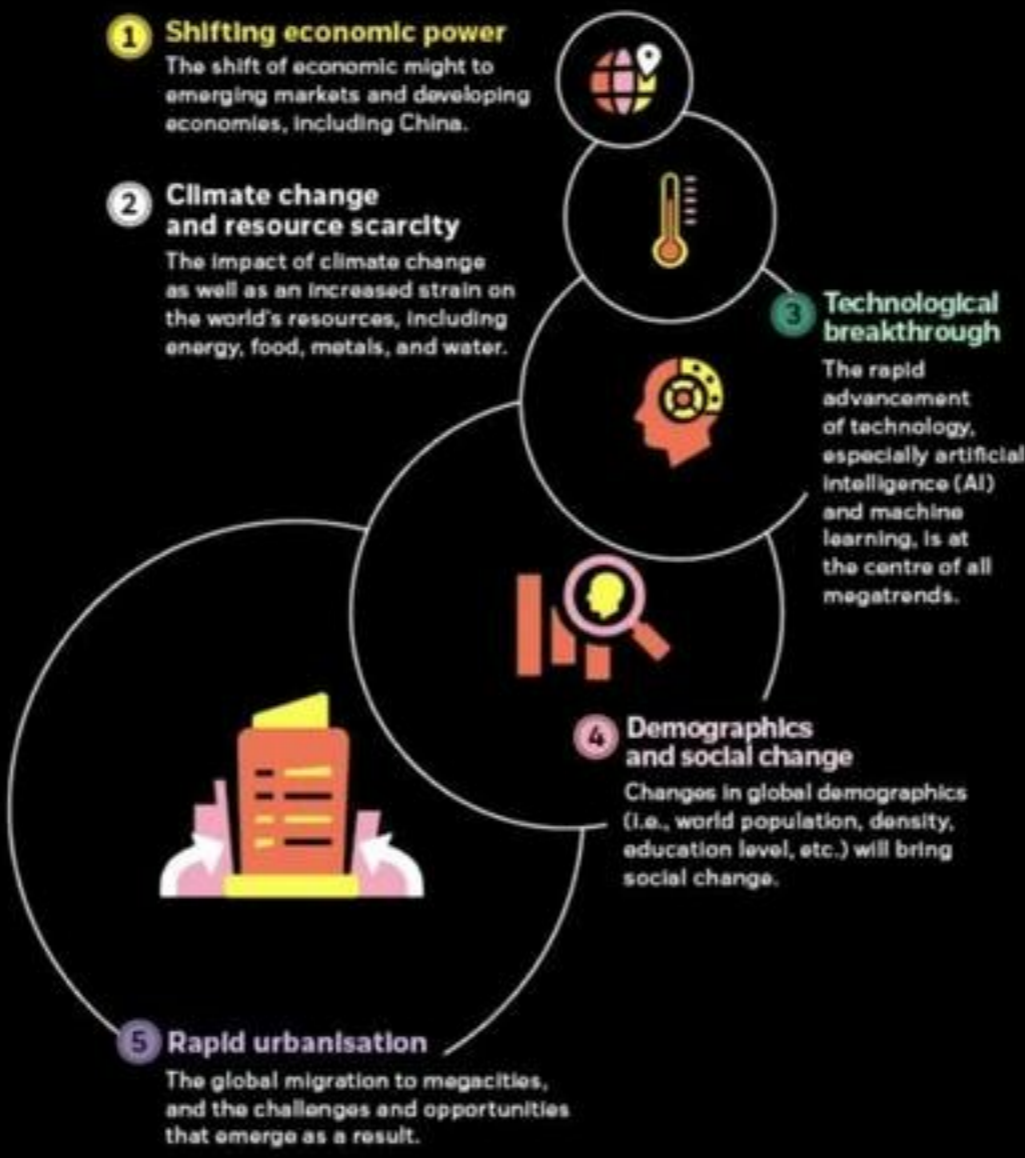 1 Shifting economic power
The shift of economic might to
emerging markets and developing
economies, including China.
2 Climate change
and resource scarcity
The impact of climate change
as well as an increased strain on
the world's resources, including
energy, food, metals, and water.
3 Technological
breakthrough
The rapid
advancement
of technology,
especially artificial
intelligence (AI)
and machine
learning, is at
the centre of all
megatrends.
4 Demographics
and social change
Changes in global demographics
(i.e., world population, density,
education level, etc.) will bring
social change.
5 Rapid urbanisation
The global migration to megacities,
and the challenges and opportunities
that emerge as a result.